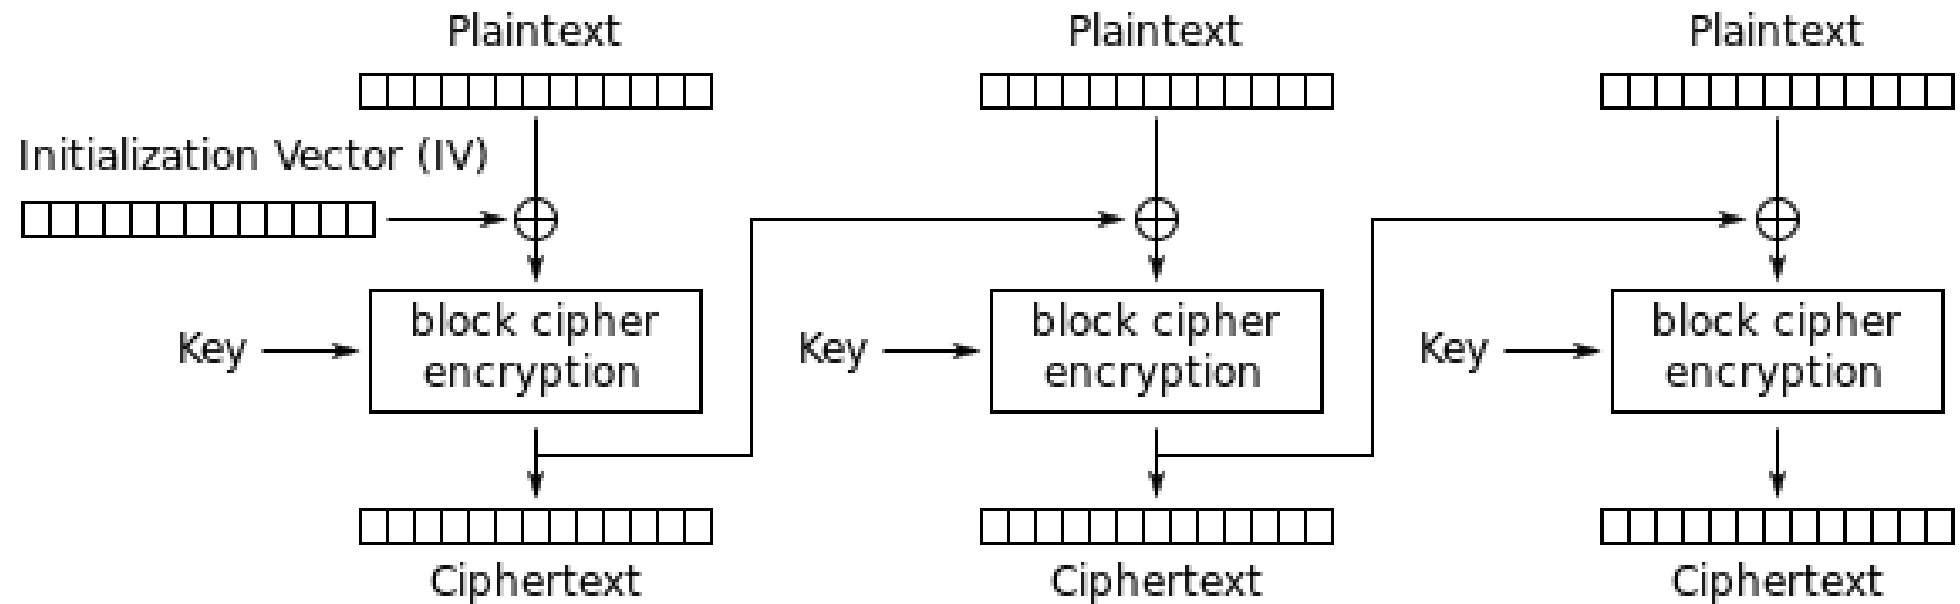 Plaintext
Plaintext
Plaintext
Initialization Vector (IV)
Key
block cipher
encryption
Key
block cipher
encryption
Key
block cipher
encryption
Ciphertext
Ciphertext
Ciphertext